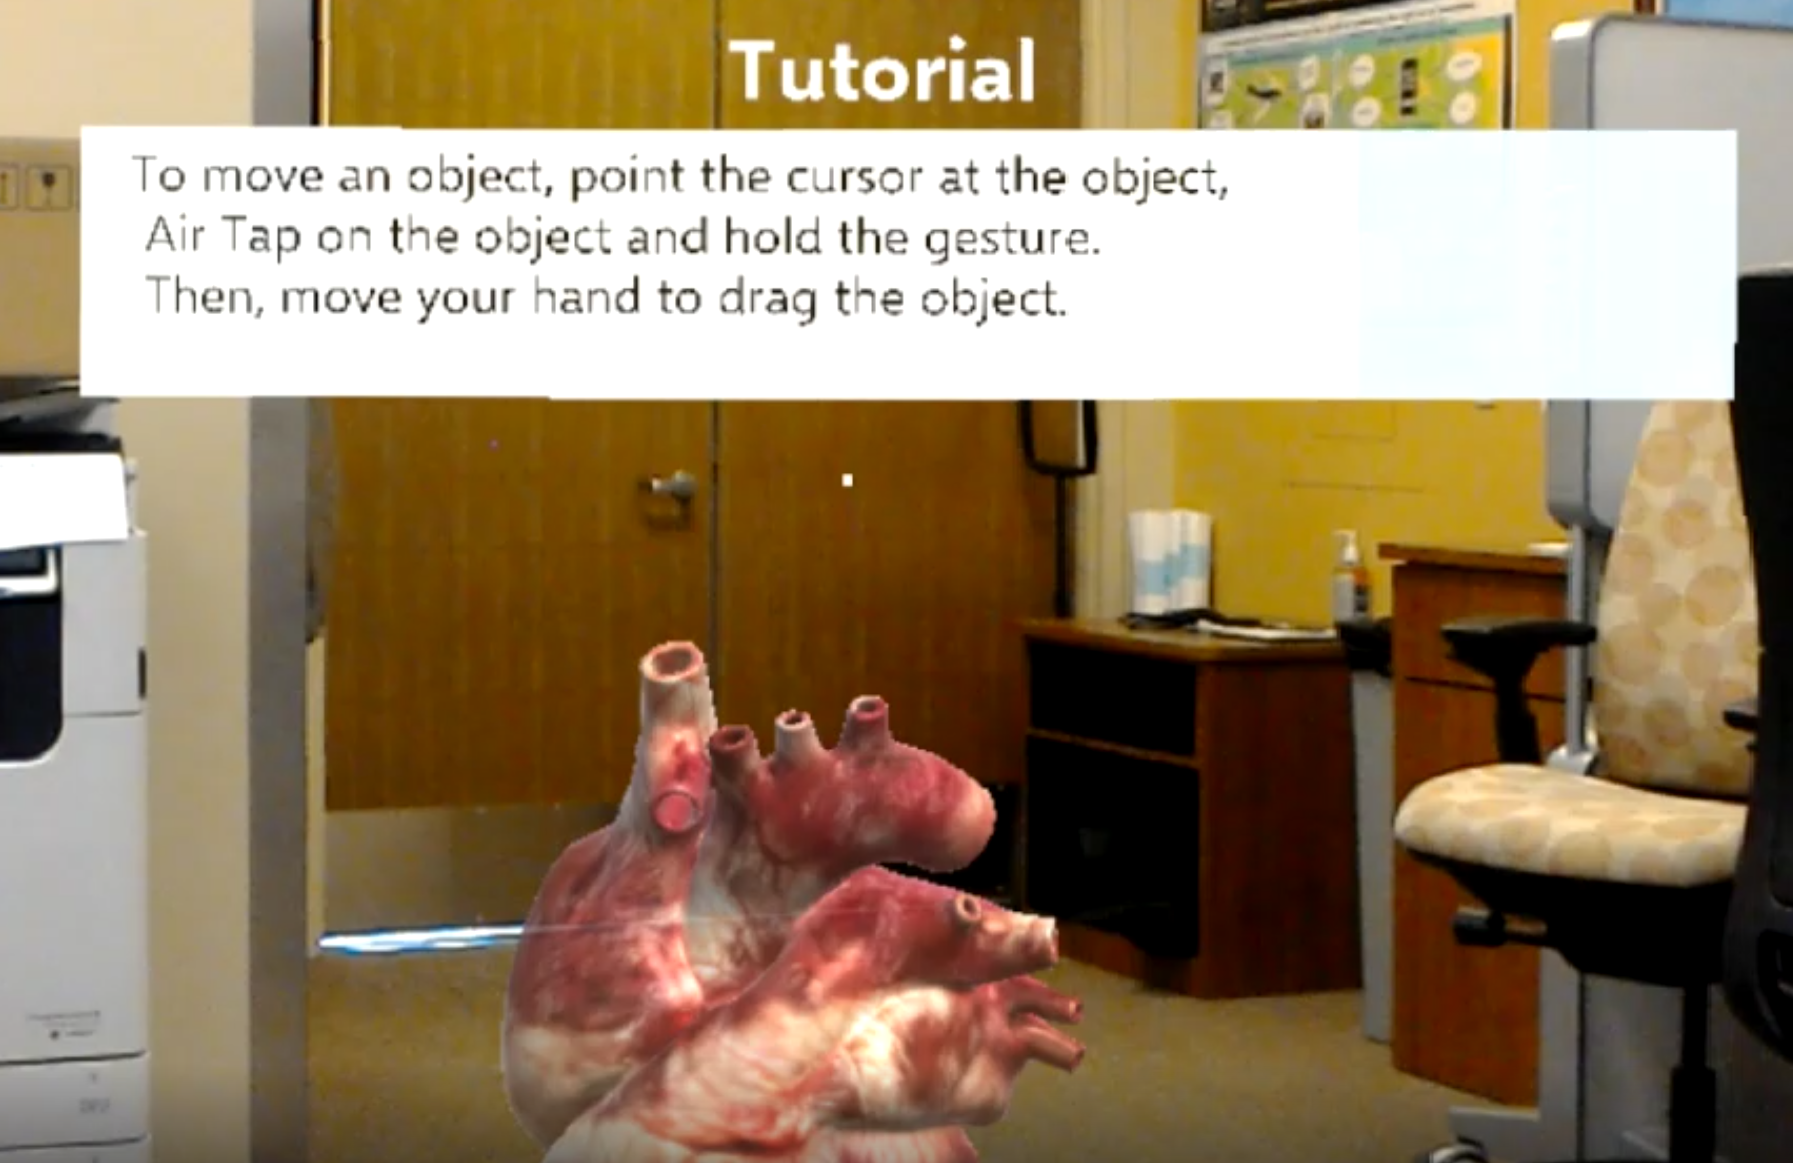 Tutorial
To move an object, point the cursor at the object,
Air Tap on the object and hold the gesture.
Then, move your hand to drag the object.